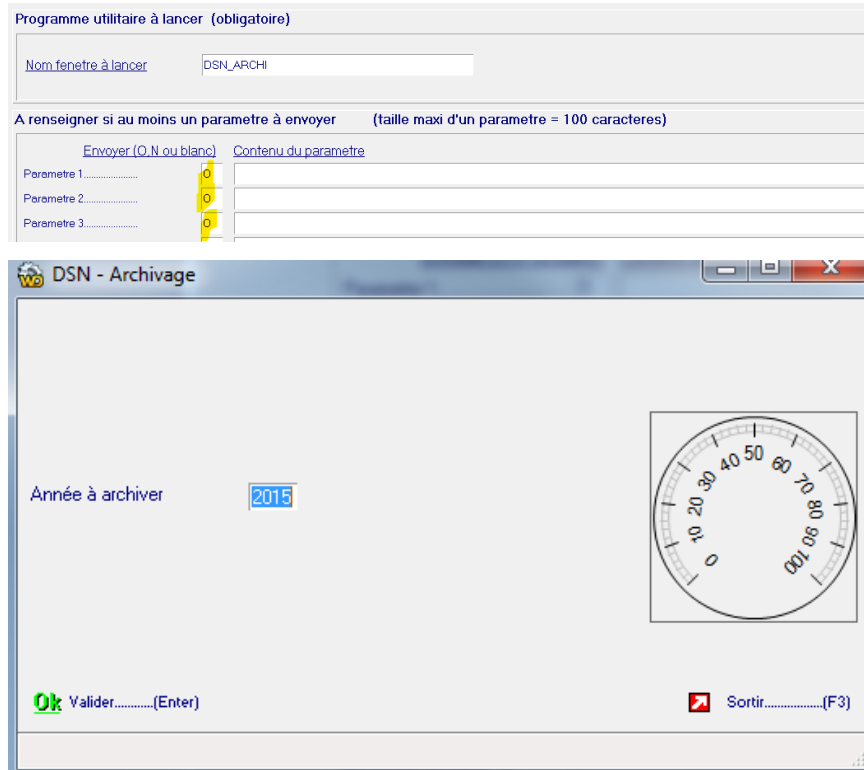 Programme utilitaire à lancer (obligatoire)
Nom fenetre à lancer DSN_ARCHI
A renseigner si au moins un parametre à envoyer (taille maxi d'un parametre = 100 caracteres)
Envoyer (O,N ou blanc) Contenu du parametre
Parametre 1..................... O
Parametre 2..................... O
Parametre 3..................... O
DSN - Archivage
Année à archiver 2015
0 10 20 30 40 50 60 70 80 90 100
Ok Valider...........(Enter) Sortir.................(F3)